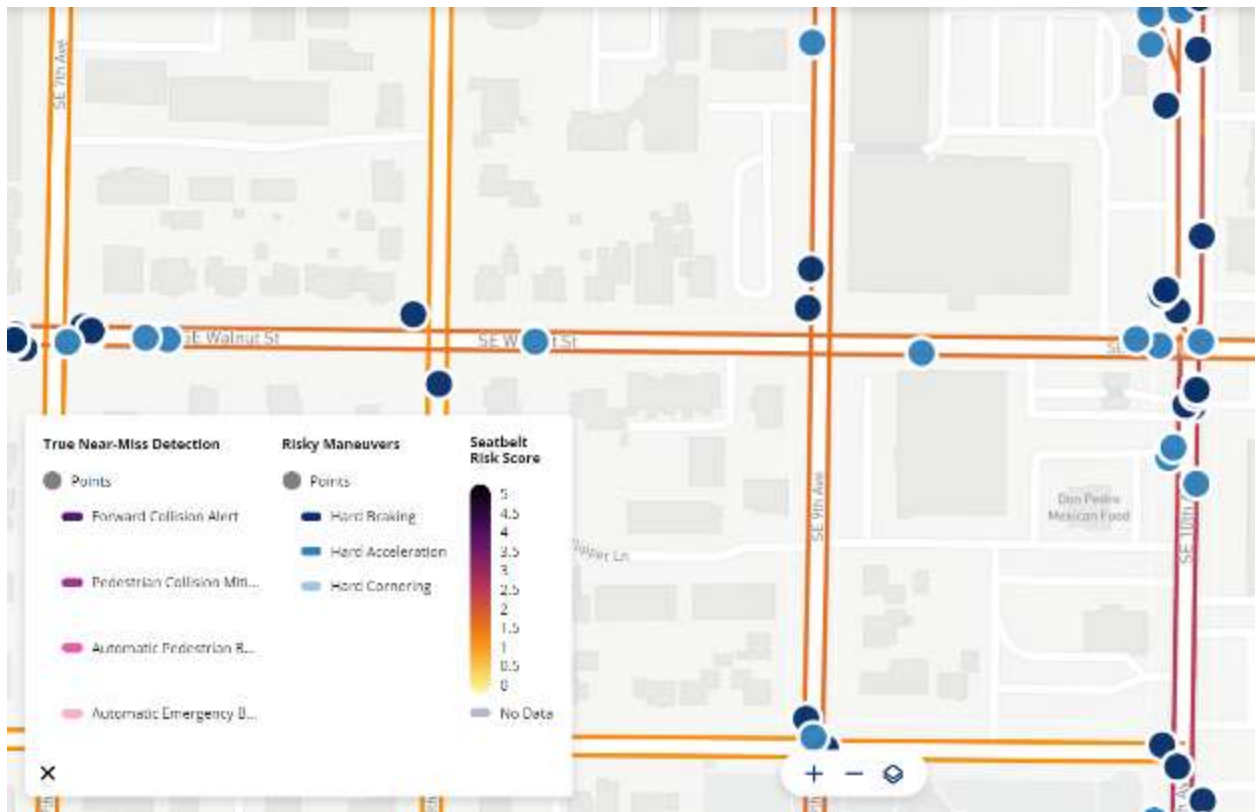 SE 7th Ave
SE Walnut St
SE W
t St
SE
SE 9th Ave
Don Pedro
Mexican Food
SE 10th
True Near-Miss Detection
Points
Forward Collision Alert
Pedestrian Collision Miti...
Automatic Pedestrian B...
Automatic Emergency B...
Risky Maneuvers
Points
Hard Braking
Hard Acceleration
Hard Cornering
Seatbelt
Risk Score
5
4.5
4
3.5
3
2.5
2
1.5
1
0.5
0
No Data